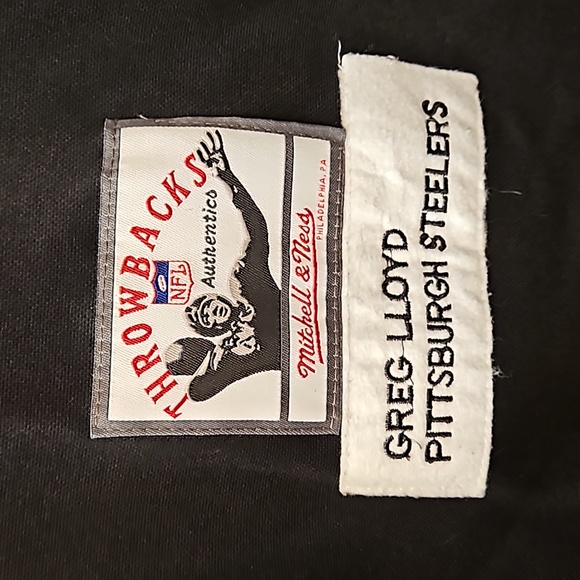 THROWBACKS
NFL
Authentics
Mitchell & Ness
PHILADELPHIA, PA
GREG LLOYD
PITTSBURGH STEELERS